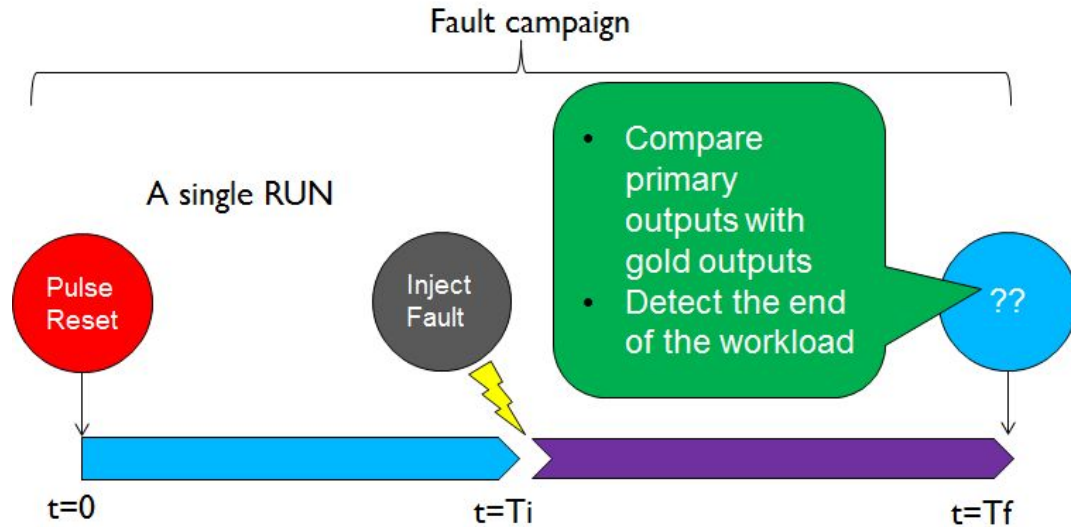 Fault campaign
A single RUN
Pulse
Reset
Inject
Fault
• Compare
primary
outputs with
gold outputs
• Detect the end
of the workload
??
t=0
t=Ti
t=Tf